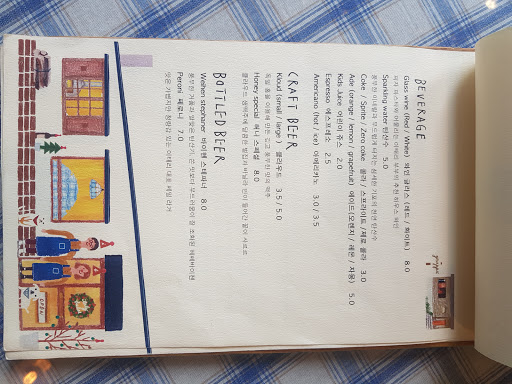 BEVERAGE
Glass wine (Red / White) 와인 글라스 (레드 / 화이트) 8.0
Sparkling water 탄산수 5.0
Coke / Sprite / Zero coke 콜라 / 스프라이트 / 제로 콜라 3.0
Ade (orange / lemon / grapefruit) 에이드 (오렌지 / 레몬 / 자몽) 5.0
Kids Juice 어린이 쥬스 2.0
Espresso 에스프레소 2.5
Americano (hot / ice) 아메리카노 3.0 / 3.5
CRAFT BEER
Kloud (small / large) 클라우드 3.5 / 5.0
Honey special 허니 스페셜 8.0
BOTTLED BEER
Weihen stephaner 바이엔 스테파너 8.0
Peroni 페로니 7.0
OPEN